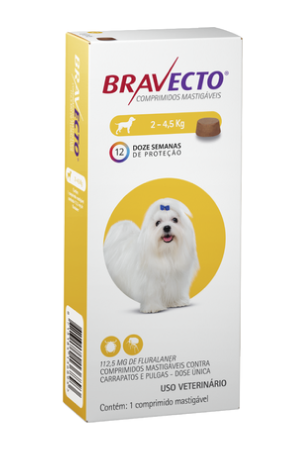 BRAVECTO®
COMPRIMIDOS MASTIGÁVEIS
2 – 4,5 Kg
12 DOZE SEMANAS
DE PROTEÇÃO
112,5 MG DE FLURALANER
COMPRIMIDOS MASTIGÁVEIS CONTRA
CARRAPATOS E PULGAS - DOSE ÚNICA
USO VETERINÁRIO
Contém: 1 comprimido mastigável
BRAVECTO